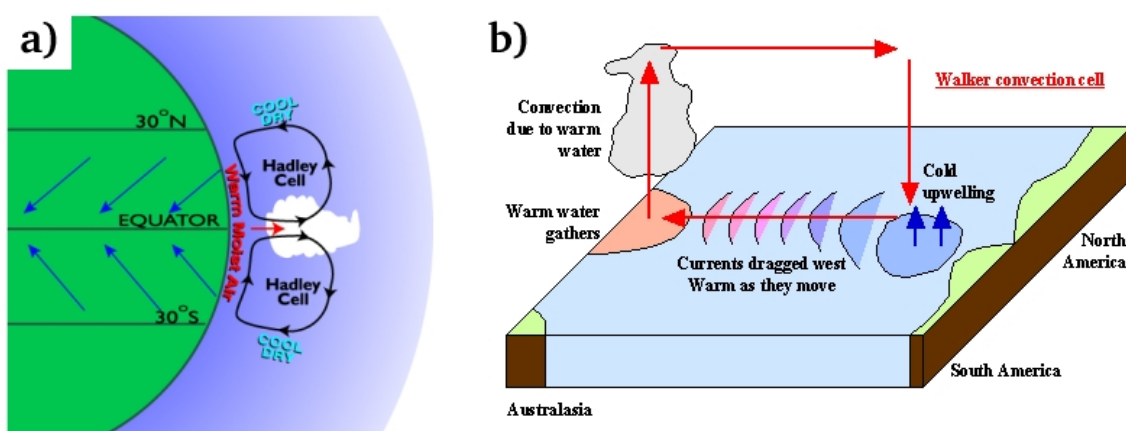 a)
COOL
DRY
30°N
Hadley
Cell
EQUATOR
Warm Moist Air
Hadley
Cell
30°S
COOL
DRY
b)
Walker convection cell
Convection
due to warm
water
Cold
upwelling
Warm water
gathers
Currents dragged west
Warm as they move
North
America
South America
Australasia